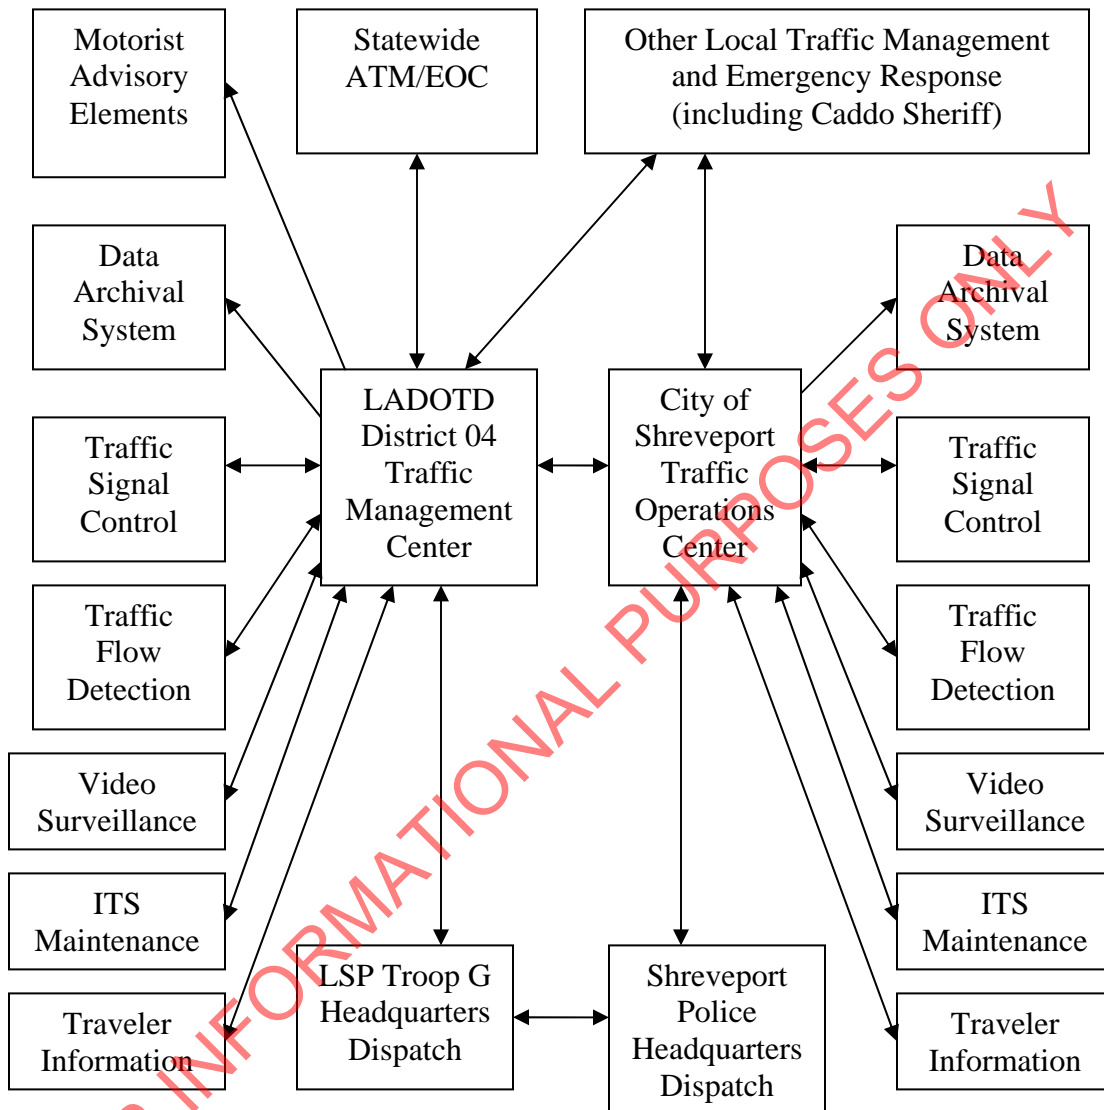 Motorist
Advisory
Elements
Statewide
ATM/EOC
Other Local Traffic Management
and Emergency Response
(including Caddo Sheriff)
Data
Archival
System
LADOTD
District 04
Traffic
Management
Center
City of
Shreveport
Traffic
Operations
Center
Data
Archival
System
Traffic
Signal
Control
Traffic
Signal
Control
Traffic
Flow
Detection
Traffic
Flow
Detection
Video
Surveillance
Video
Surveillance
ITS
Maintenance
ITS
Maintenance
LSP Troop G
Headquarters
Dispatch
Shreveport
Police
Headquarters
Dispatch
Traveler
Information
Traveler
Information
INFORMATIONAL PURPOSES ONLY